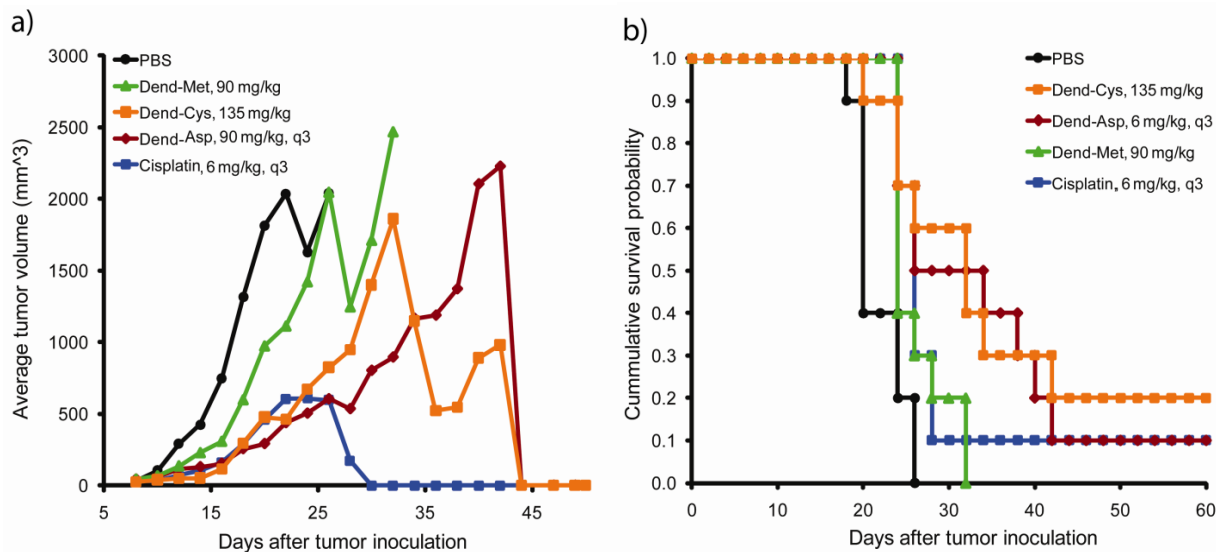 a)
Average tumor volume (mm^3)
3000
2500
2000
1500
1000
500
0
PBS
Dend-Met, 90 mg/kg
Dend-Cys, 135 mg/kg
Dend-Asp, 90 mg/kg, q3
Cisplatin, 6 mg/kg, q3
5 15 25 35 45
Days after tumor inoculation
b)
Cummulative survival probability
1.0
0.9
0.8
0.7
0.6
0.5
0.4
0.3
0.2
0.1
0.0
PBS
Dend-Cys, 135 mg/kg
Dend-Asp, 6 mg/kg, q3
Dend-Met, 90 mg/kg
Cisplatin, 6 mg/kg, q3
0 10 20 30 40 50 60
Days after tumor inoculation